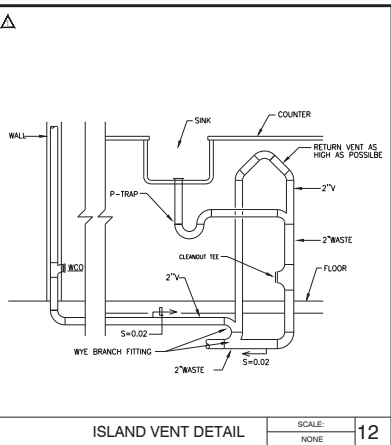 SINK
COUNTER
WALL
RETURN VENT AS
HIGH AS POSSILBE
2"V
P-TRAP
2"WASTE
CLEANOUT TEE
WCO
FLOOR
2"V
S=0.02
WYE BRANCH FITTING
S=0.02
2"WASTE
ISLAND VENT DETAIL
SCALE:
NONE
12